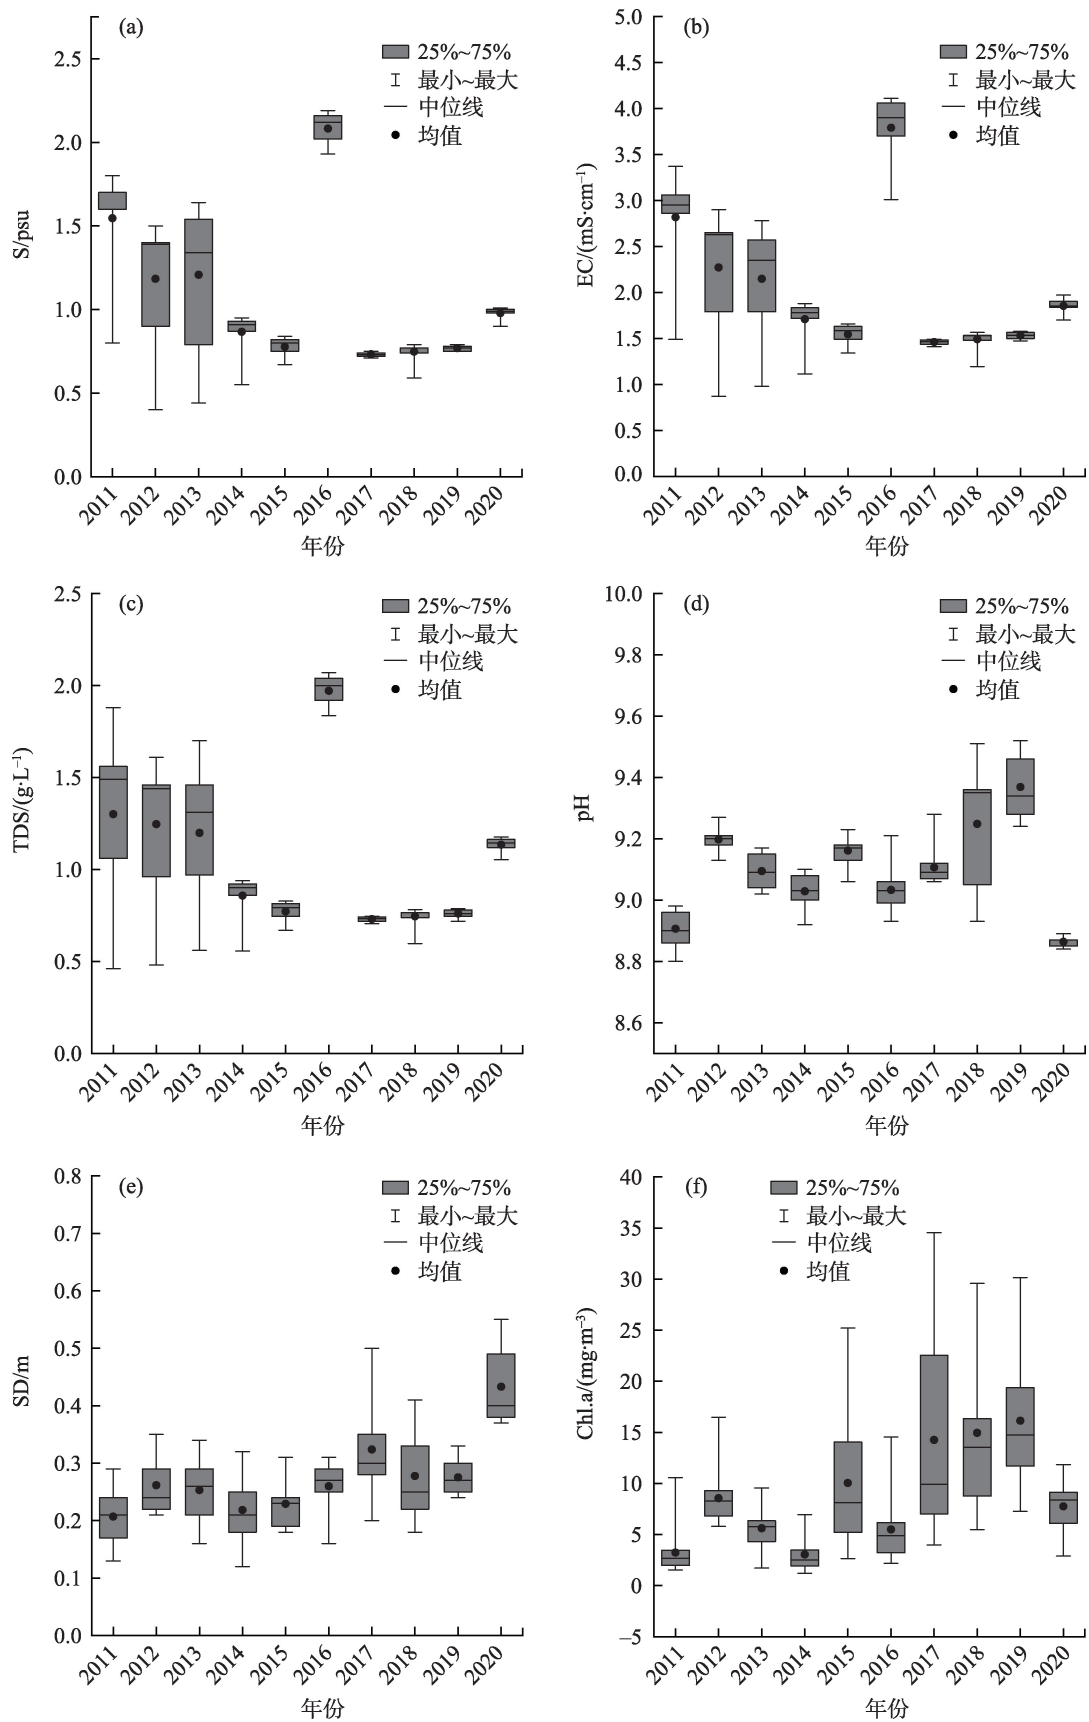 (a)
25%~75%
最小~最大
中位线
均值
S/psu
2.5
2.0
1.5
1.0
0.5
0.0
2011 2012 2013 2014 2015 2016 2017 2018 2019 2020
年份
(b)
25%~75%
最小~最大
中位线
均值
EC/(mS·cm⁻¹)
5.0
4.5
4.0
3.5
3.0
2.5
2.0
1.5
1.0
0.5
0.0
2011 2012 2013 2014 2015 2016 2017 2018 2019 2020
年份
(c)
25%~75%
最小~最大
中位线
均值
TDS/(g·L⁻¹)
2.5
2.0
1.5
1.0
0.5
0.0
2011 2012 2013 2014 2015 2016 2017 2018 2019 2020
年份
(d)
25%~75%
最小~最大
中位线
均值
pH
10.0
9.8
9.6
9.4
9.2
9.0
8.8
8.6
2011 2012 2013 2014 2015 2016 2017 2018 2019 2020
年份
(e)
25%~75%
最小~最大
中位线
均值
SD/m
0.8
0.7
0.6
0.5
0.4
0.3
0.2
0.1
0.0
2011 2012 2013 2014 2015 2016 2017 2018 2019 2020
年份
(f)
25%~75%
最小~最大
中位线
均值
Chl.a/(mg·m⁻³)
40
35
30
25
20
15
10
5
0
−5
2011 2012 2013 2014 2015 2016 2017 2018 2019 2020
年份